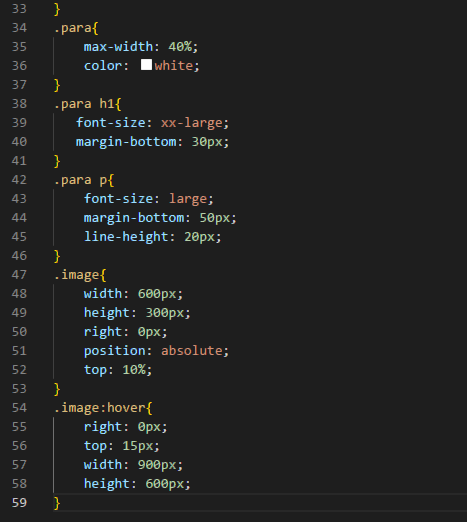 33 }
34 .para{
35 max-width: 40%;
36 color: white;
37 }
38 .para h1{
39 font-size: xx-large;
40 margin-bottom: 30px;
41 }
42 .para p{
43 font-size: large;
44 margin-bottom: 50px;
45 line-height: 20px;
46 }
47 .image{
48 width: 600px;
49 height: 300px;
50 right: 0px;
51 position: absolute;
52 top: 10%;
53 }
54 .image:hover{
55 right: 0px;
56 top: 15px;
57 width: 900px;
58 height: 600px;
59 }